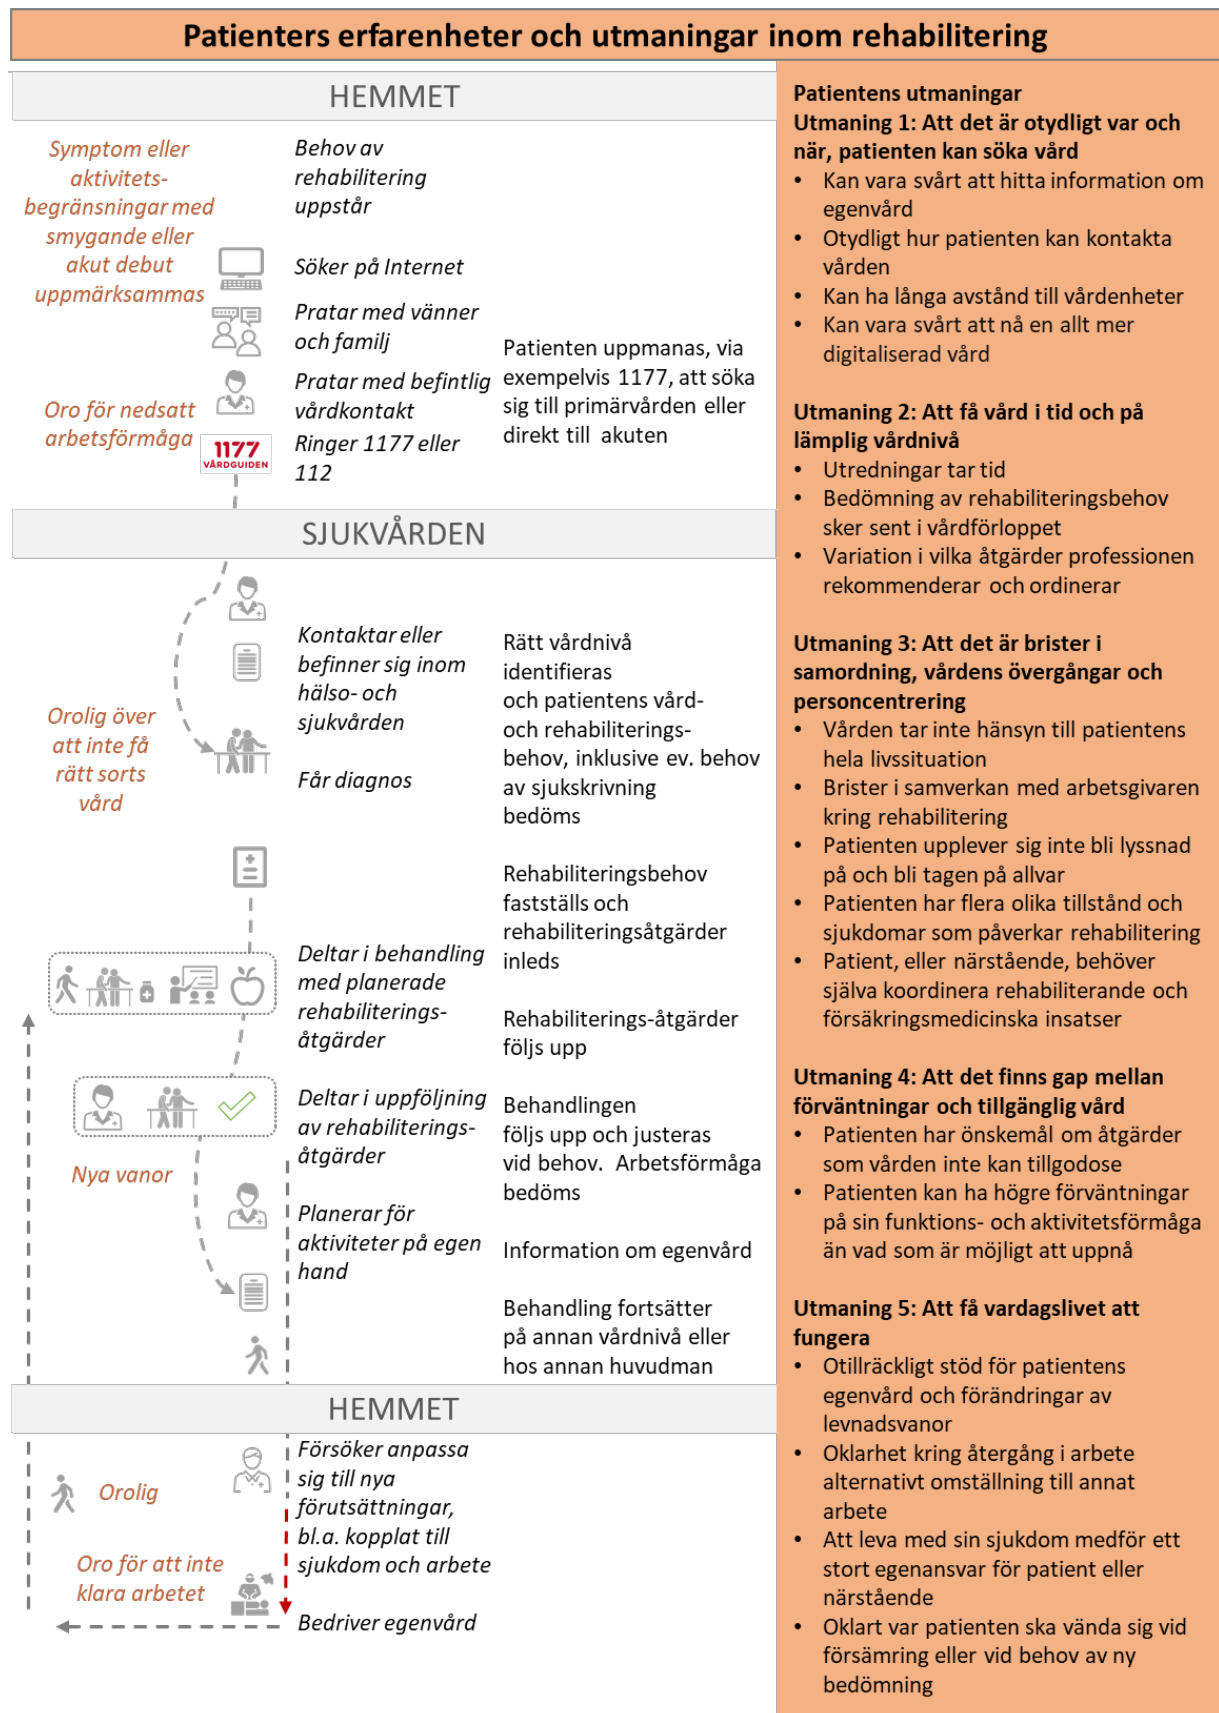 Patienters erfarenheter och utmaningar inom rehabilitering
HEMMET
Symptom eller
aktivitets-
begränsningar med
smygande eller
akut debut
uppmärksammas
Behov av
rehabilitering
uppstår
Söker på Internet
Pratar med vänner
och familj
Pratar med befintlig
vårdkontakt
Oro för nedsatt
arbetsförmåga
1177
VÅRDGUIDEN
Ringer 1177 eller
112
Patienten uppmanas, via
exempelvis 1177, att söka
sig till primärvården eller
direkt till akuten
SJUKVÅRDEN
Orolig över
att inte få
rätt sorts
vård
Kontaktar eller
befinner sig inom
hälso- och
sjukvården
Får diagnos
Rätt vårdnivå
identifieras
och patientens vård-
och rehabiliterings-
behov, inklusive ev. behov
av sjukskrivning
bedöms
Rehabiliteringsbehov
fastställs och
rehabiliteringsåtgärder
inleds
Deltar i behandling
med planerade
rehabiliterings-
åtgärder
Rehabiliterings-åtgärder
följs upp
Deltar i uppföljning
av rehabiliterings-
åtgärder
Behandlingen
följs upp och justeras
vid behov. Arbetsförmåga
bedöms
Nya vanor
Planerar för
aktiviteter på egen
hand
Information om egenvård
Behandling fortsätter
på annan vårdnivå eller
hos annan huvudman
HEMMET
Orolig
Försöker anpassa
sig till nya
förutsättningar,
bl.a. kopplat till
sjukdom och arbete
Oro för att inte
klara arbetet
Bedriver egenvård
Patientens utmaningar
Utmaning 1: Att det är otydligt var och
när, patienten kan söka vård
• Kan vara svårt att hitta information om
egenvård
• Otydligt hur patienten kan kontakta
vården
• Kan ha långa avstånd till vårdenheter
• Kan vara svårt att nå en allt mer
digitaliserad vård
Utmaning 2: Att få vård i tid och på
lämplig vårdnivå
• Utredningar tar tid
• Bedömning av rehabiliteringsbehov
sker sent i vårdförloppet
• Variation i vilka åtgärder professionen
rekommenderar och ordinerar
Utmaning 3: Att det är brister i
samordning, vårdens övergångar och
personcentrering
• Vården tar inte hänsyn till patientens
hela livssituation
• Brister i samverkan med arbetsgivaren
kring rehabilitering
• Patienten upplever sig inte bli lyssnad
på och bli tagen på allvar
• Patienten har flera olika tillstånd och
sjukdomar som påverkar rehabilitering
• Patient, eller närstående, behöver
själva koordinera rehabiliterande och
försäkringsmedicinska insatser
Utmaning 4: Att det finns gap mellan
förväntningar och tillgänglig vård
• Patienten har önskemål om åtgärder
som vården inte kan tillgodose
• Patienten kan ha högre förväntningar
på sin funktions- och aktivitetsförmåga
än vad som är möjligt att uppnå
Utmaning 5: Att få vardagslivet att
fungera
• Otillräckligt stöd för patientens
egenvård och förändringar av
levnadsvanor
• Oklarhet kring återgång i arbete
alternativt omställning till annat
arbete
• Att leva med sin sjukdom medför ett
stort egenansvar för patient eller
närstående
• Oklart var patienten ska vända sig vid
försämring eller vid behov av ny
bedömning